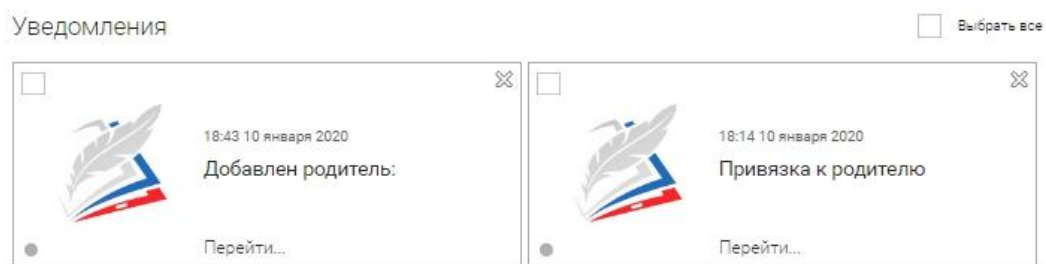 Уведомления
Выбрать все
18:43 10 января 2020
Добавлен родитель:
Перейти...
18:14 10 января 2020
Привязка к родителю
Перейти...